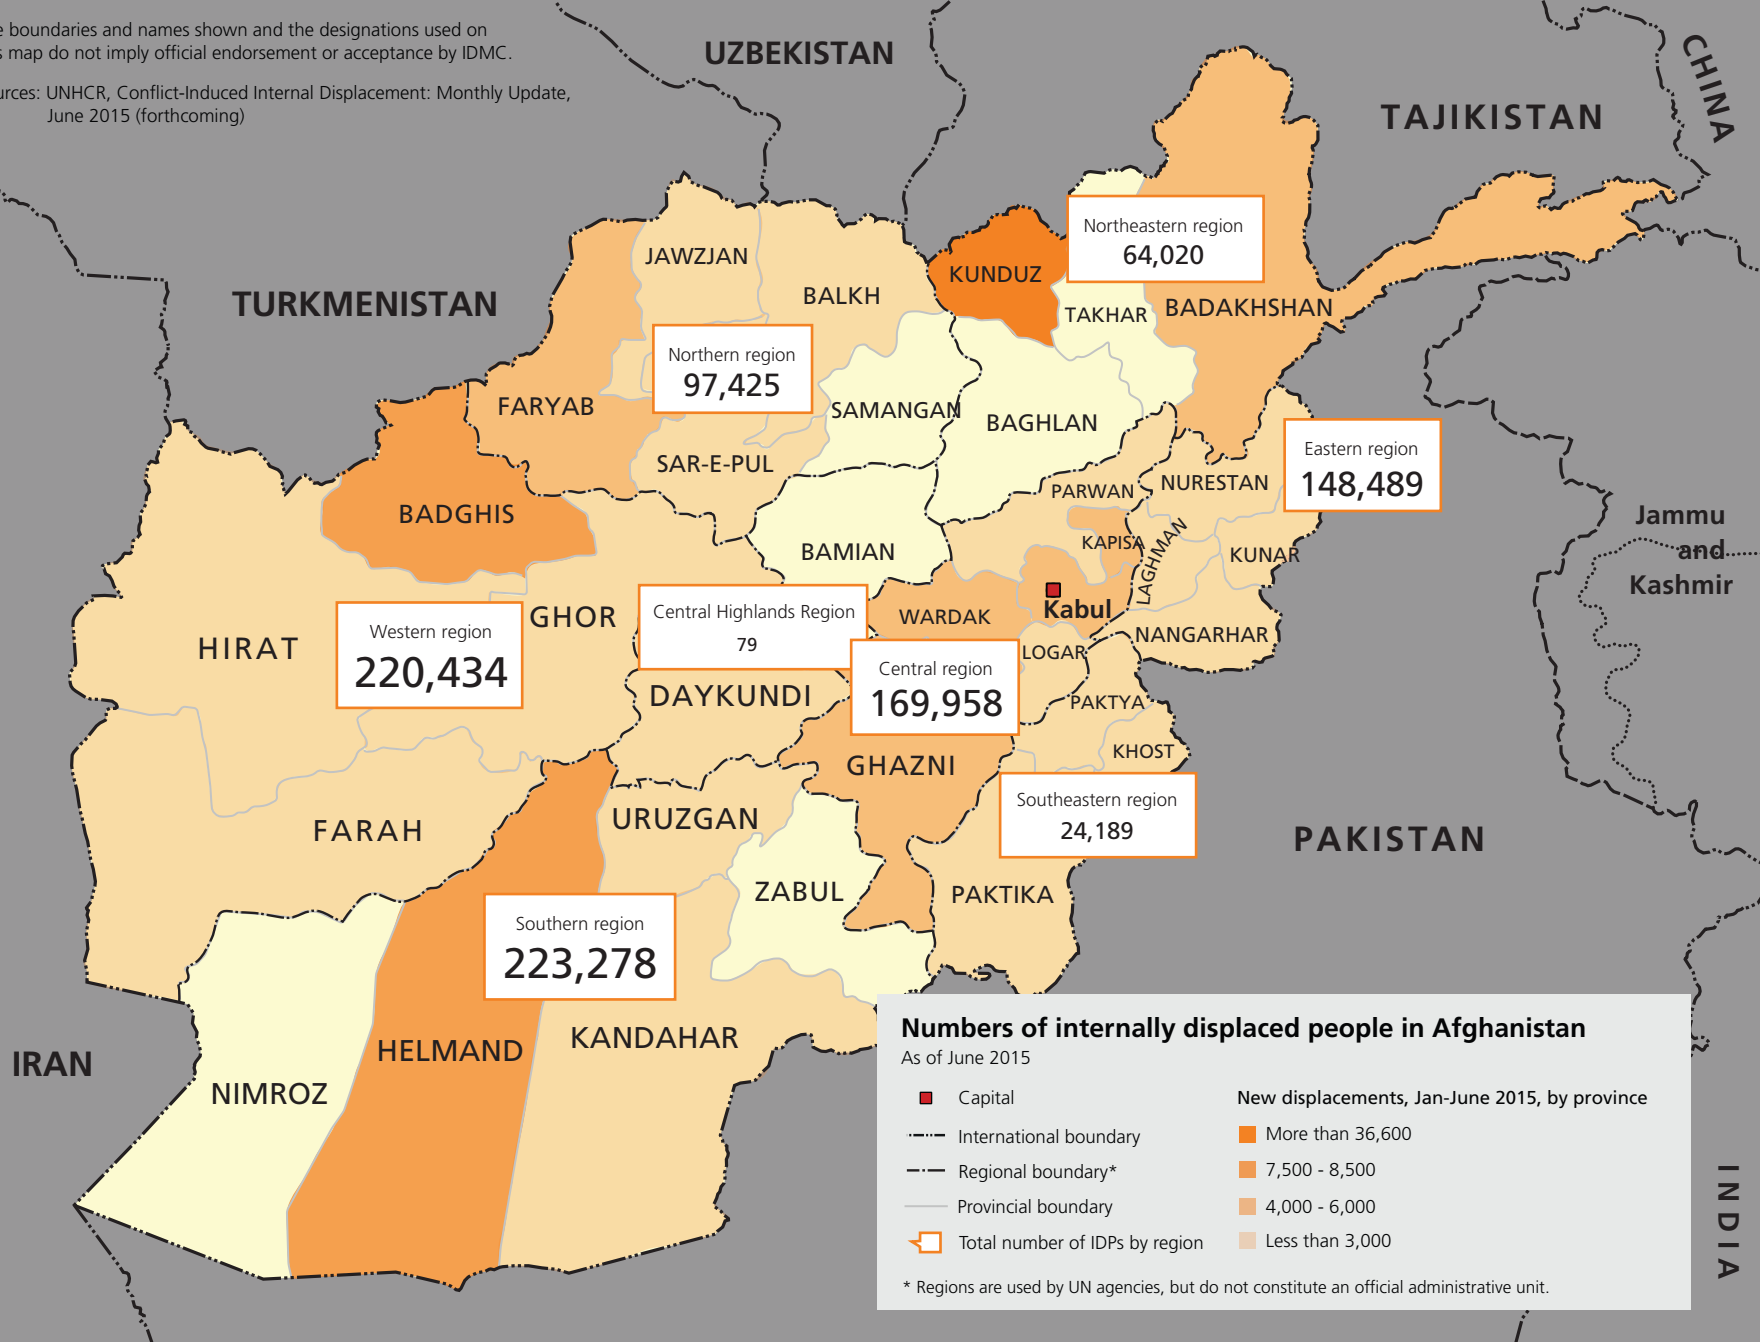 boundaries and names shown and the designations used on
map do not imply official endorsement or acceptance by IDMC.
UNHCR, Conflict-Induced Internal Displacement: Monthly Update,
June 2015 (forthcoming)
UZBEKISTAN
CHINA
TAJIKISTAN
TURKMENISTAN
JAWZJAN
BALKH
KUNDUZ
Northeastern region
64,020
TAKHAR
BADAKHSHAN
Northern region
97,425
FARYAB
SAMANGAN
BAGHLAN
SAR-E-PUL
Eastern region
148,489
BADGHIS
PARWAN
NURESTAN
Jammu
and
Kashmir
BAMIAN
KAPISA
LAGHMAN
KUNAR
HIRAT
Western region
220,434
GHOR
Central Highlands Region
79
WARDAK
Kabul
NANGARHAR
LOGAR
DAYKUNDI
Central region
169,958
PAKTYA
KHOST
GHAZNI
FARAH
URUZGAN
Southeastern region
24,189
PAKISTAN
ZABUL
PAKTIKA
Southern region
223,278
IRAN
HELMAND
KANDAHAR
NIMROZ
INDIA
Numbers of internally displaced people in Afghanistan
As of June 2015
Capital
International boundary
Regional boundary*
Provincial boundary
Total number of IDPs by region
New displacements, Jan-June 2015, by province
More than 36,600
7,500 - 8,500
4,000 - 6,000
Less than 3,000
* Regions are used by UN agencies, but do not constitute an official administrative unit.